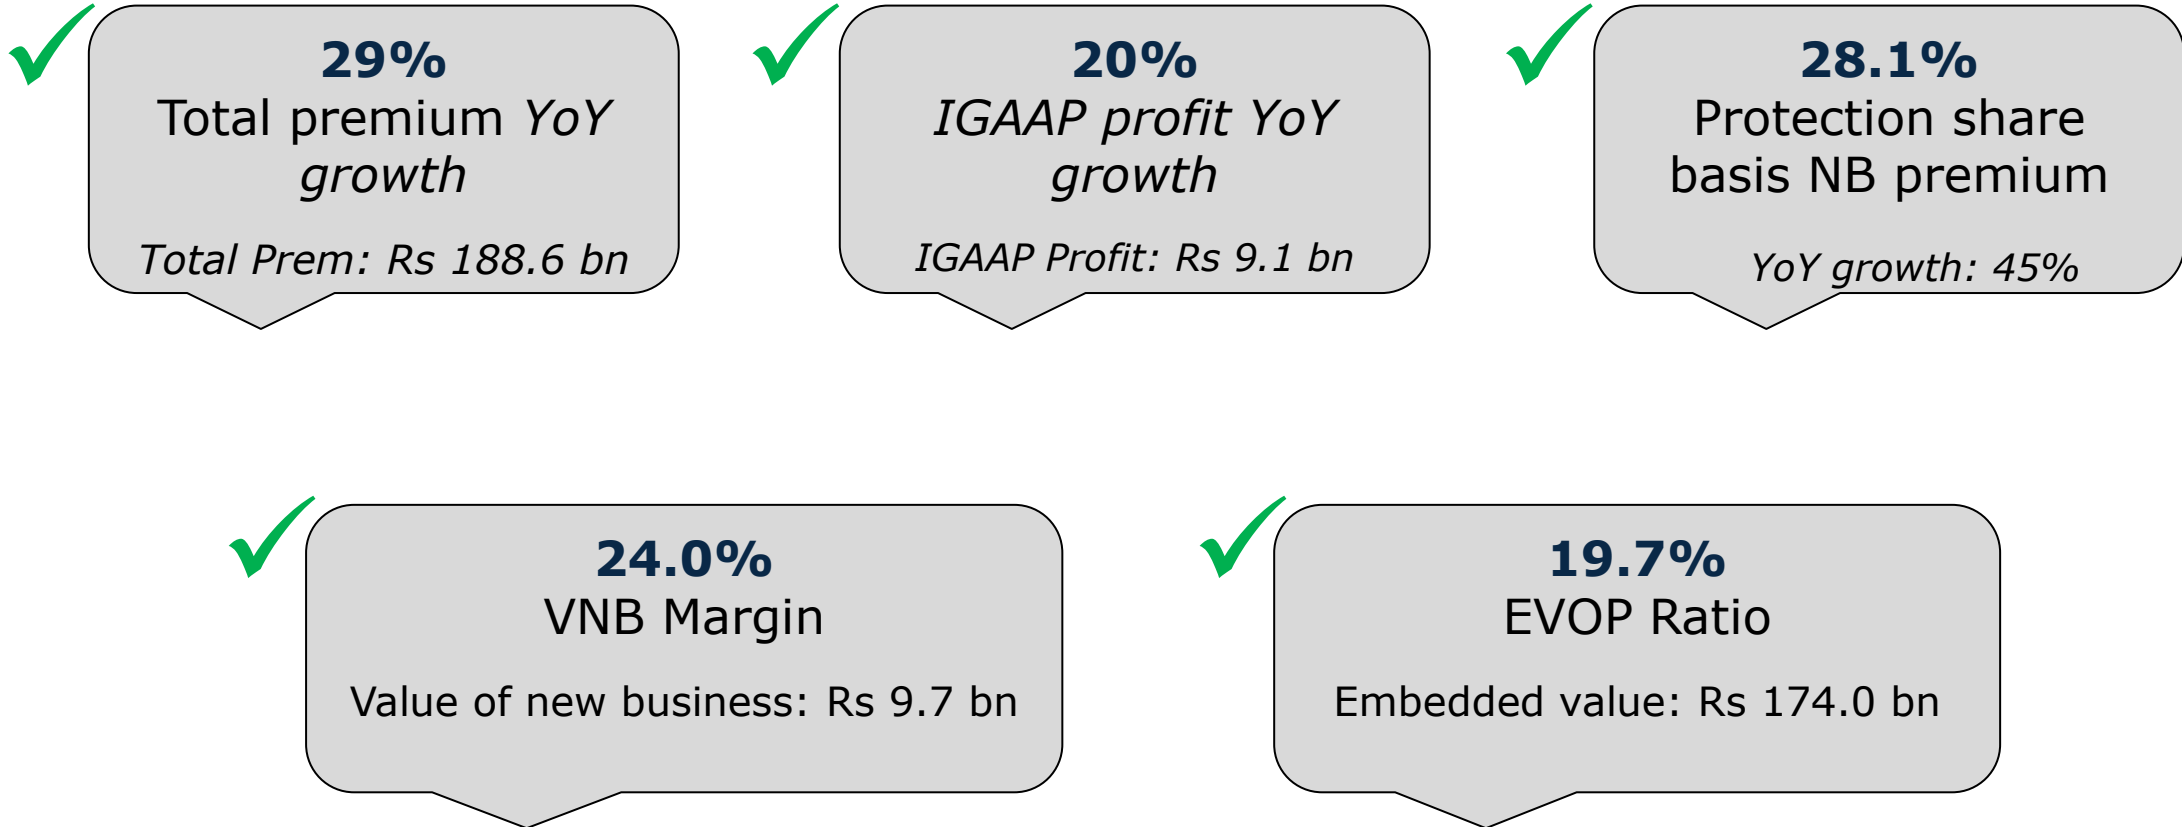 29%
Total premium YoY
growth
Total Prem: Rs 188.6 bn
20%
IGAAP profit YoY
growth
IGAAP Profit: Rs 9.1 bn
28.1%
Protection share
basis NB premium
YoY growth: 45%
24.0%
VNB Margin
Value of new business: Rs 9.7 bn
19.7%
EVOP Ratio
Embedded value: Rs 174.0 bn